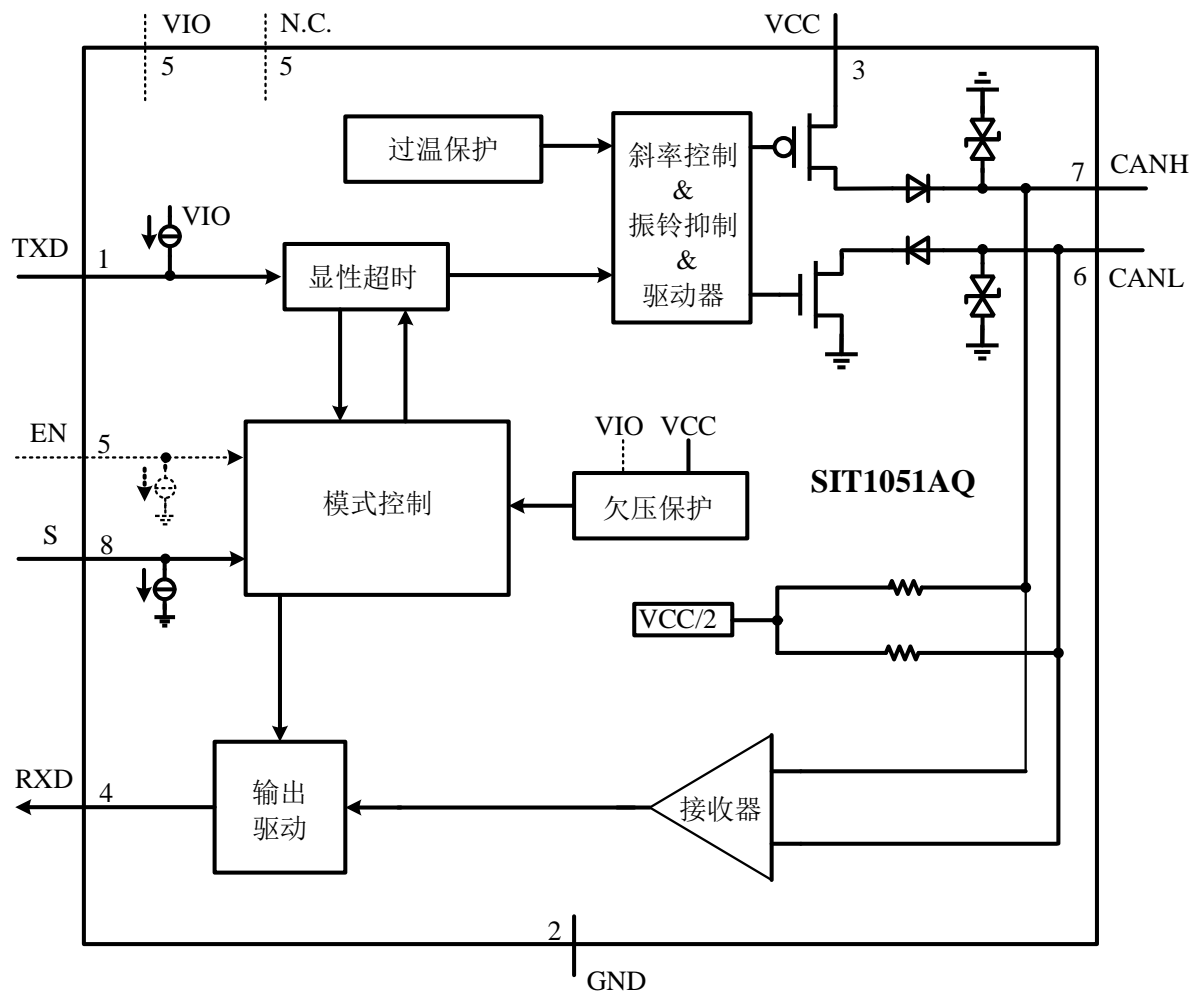 VIO
N.C.
VCC
5
5
3
过温保护
斜率控制
&
振铃抑制
&
驱动器
7
CANH
VIO
TXD
1
显性超时
6
CANL
EN
5
VIO
VCC
SIT1051AQ
模式控制
欠压保护
S
8
VCC/2
RXD
4
输出
驱动
接收器
2
GND